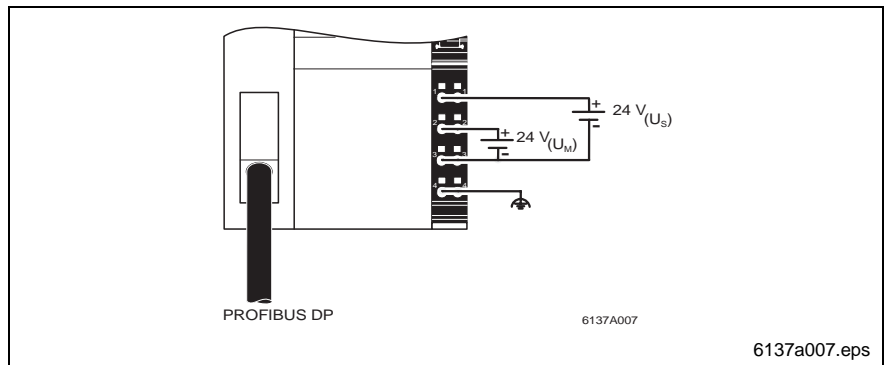 1 1
24 V (US)
+
-
2 2
24 V (UM)
+
-
3 3
4 4
PROFIBUS DP
6137A007
6137a007.eps